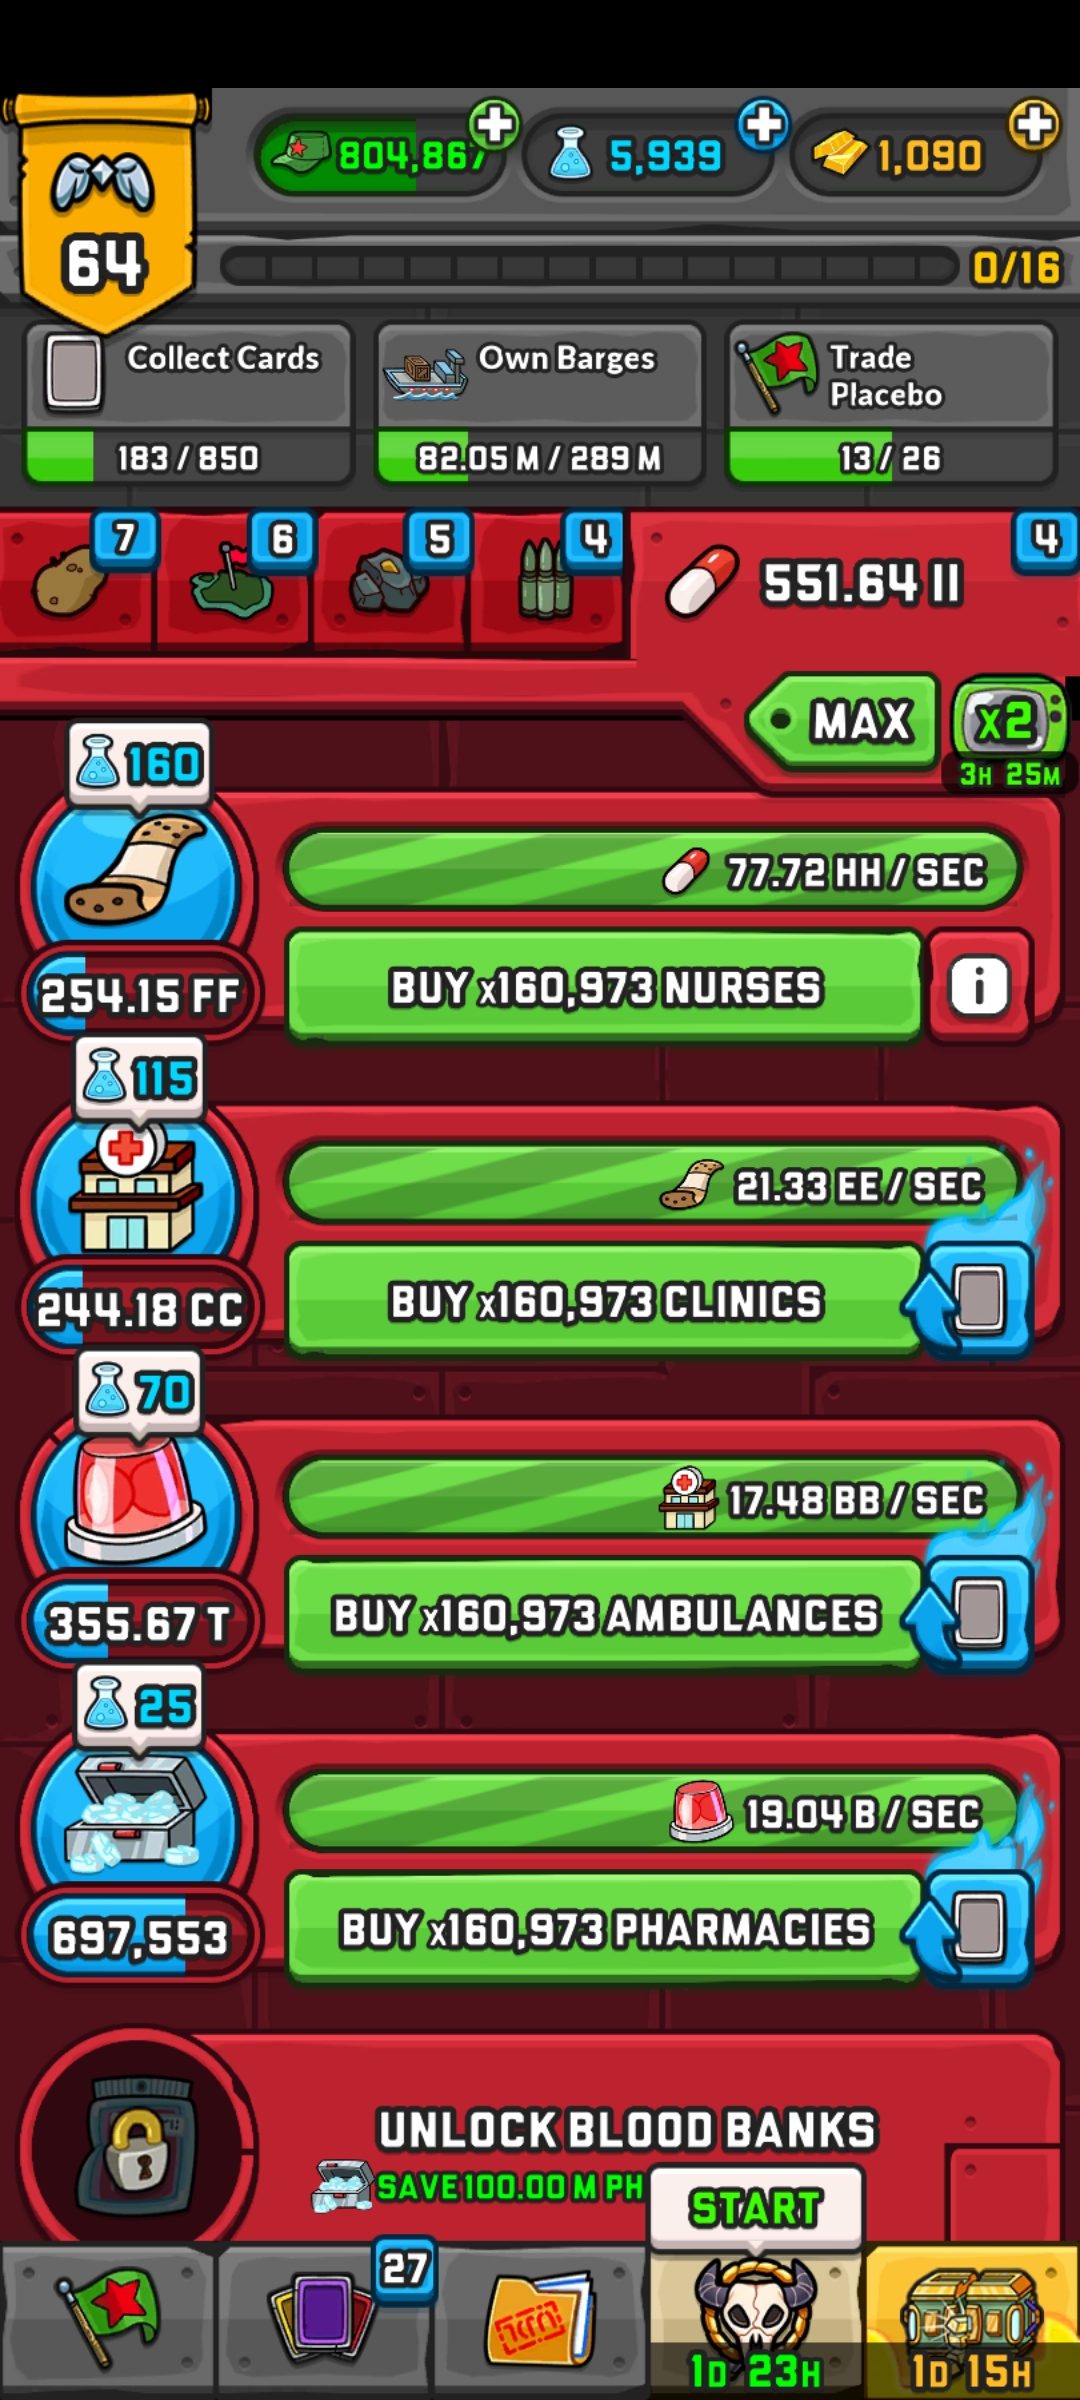 804,867
5,939
1,090
64
0/16
Collect Cards
183 / 850
Own Barges
82.05 M / 289 M
Trade
Placebo
13 / 26
7
6
5
4
551.64 II
4
MAX
x2
3H 25M
160
77.72 HH / SEC
254.15 FF
BUY x160,973 NURSES
i
115
21.33 EE / SEC
244.18 CC
BUY x160,973 CLINICS
70
17.48 BB / SEC
355.67 T
BUY x160,973 AMBULANCES
25
19.04 B / SEC
697,553
BUY x160,973 PHARMACIES
UNLOCK BLOOD BANKS
SAVE 100.00 M PH
START
27
1D 23H
1D 15H